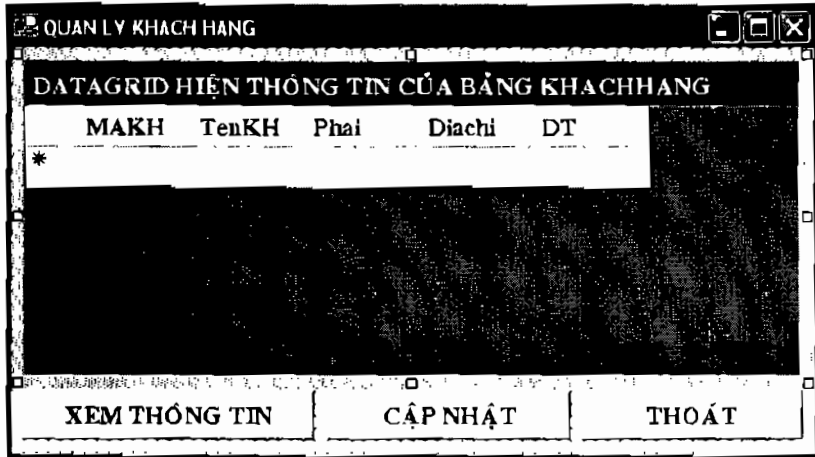 QUAN LY KHACH HANG
DATAGRID HIỆN THÔNG TIN CỦA BẢNG KHACHHANG
MAKH TenKH Phai Diachi DT
*
XEM THÔNG TIN CẬP NHẬT THOÁT